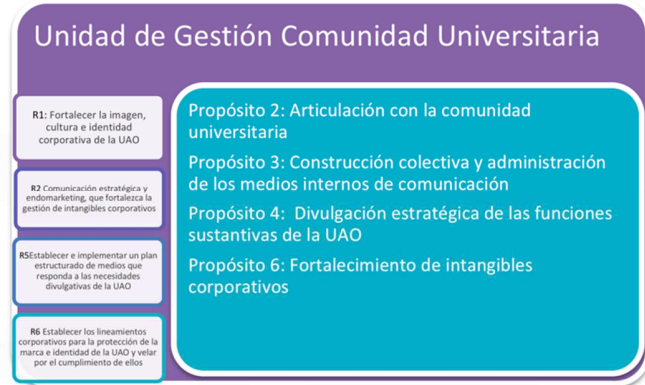 Unidad de Gestión Comunidad Universitaria
R1: Fortalecer la imagen,
cultura e identidad
corporativa de la UAO
R2 Comunicación estratégica y
endomarketing, que fortalezca la
gestión de intangibles corporativos
R5Establecer e implementar un plan
estructurado de medios que
responda a las necesidades
divulgativas de la UAO
R6 Establecer los lineamientos
corporativos para la protección de la
marca e identidad de la UAO y velar
por el cumplimiento de ellos
Propósito 2: Articulación con la comunidad
universitaria
Propósito 3: Construcción colectiva y administración
de los medios internos de comunicación
Propósito 4: Divulgación estratégica de las funciones
sustantivas de la UAO
Propósito 6: Fortalecimiento de intangibles
corporativos